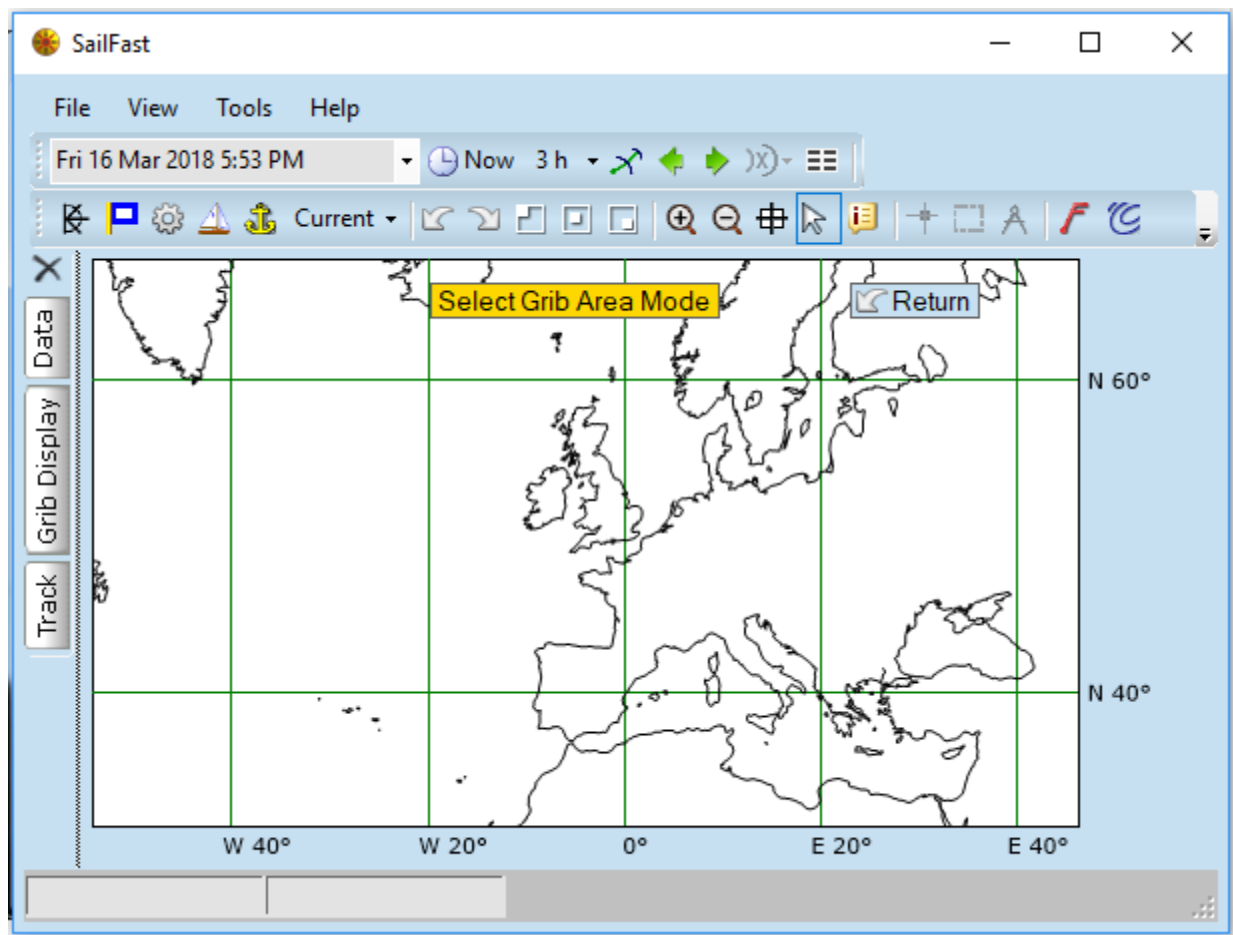 SailFast
File View Tools Help
Fri 16 Mar 2018 5:53 PM Now 3 h
Current
Select Grib Area Mode Return
Data
Grib Display
Track
N 60°
N 40°
W 40° W 20° 0° E 20° E 40°